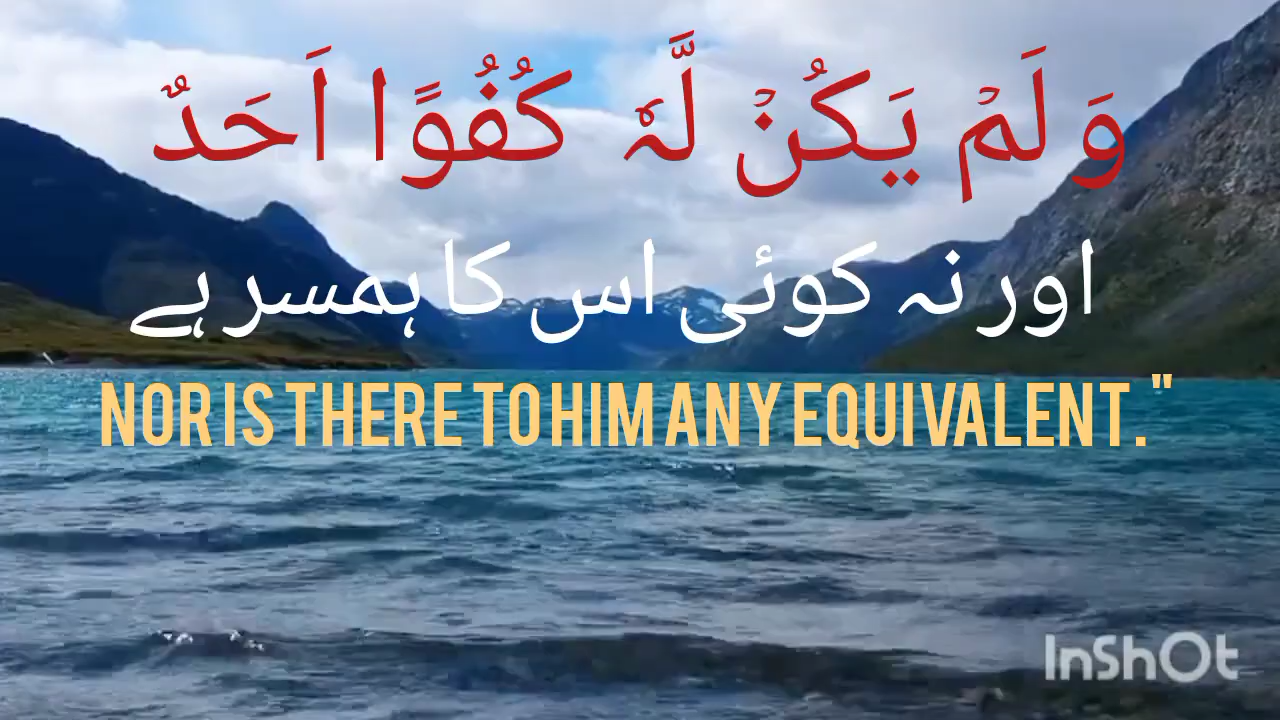 وَلَمۡ يَكُنۡ لَّهٗ كُفُوًا اَحَدٌ
اور نہ کوئی اس کا ہمسر ہے
NOR IS THERE TO HIM ANY EQUIVALENT."
InShOt